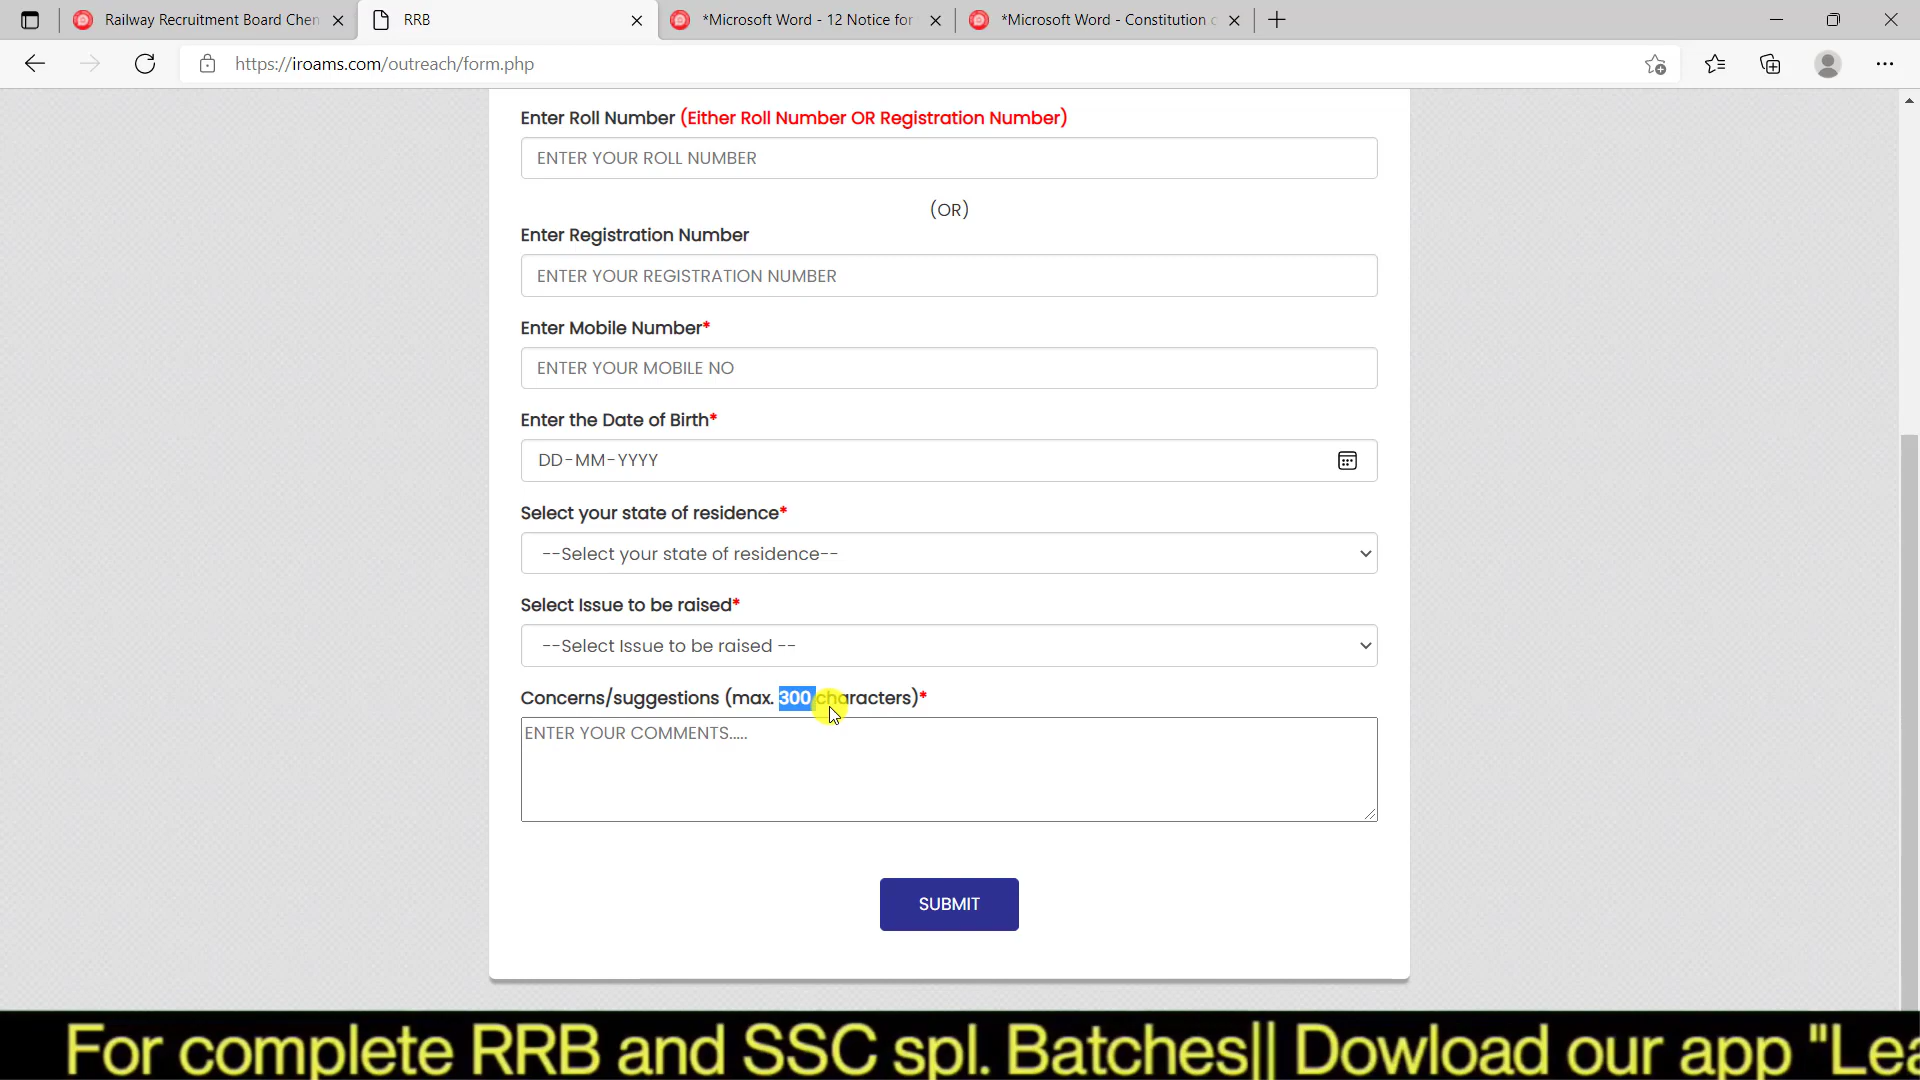 Railway Recruitment Board Chen
RRB
*Microsoft Word - 12 Notice for
*Microsoft Word - Constitution
https://iroams.com/outreach/form.php
Enter Roll Number (Either Roll Number OR Registration Number)
ENTER YOUR ROLL NUMBER
(OR)
Enter Registration Number
ENTER YOUR REGISTRATION NUMBER
Enter Mobile Number*
ENTER YOUR MOBILE NO
Enter the Date of Birth*
DD-MM-YYYY
Select your state of residence*
--Select your state of residence--
Select Issue to be raised*
--Select Issue to be raised --
Concerns/suggestions (max. 300 characters)*
ENTER YOUR COMMENTS.....
SUBMIT
For complete RRB and SSC spl. Batches|| Dowload our app "Lea